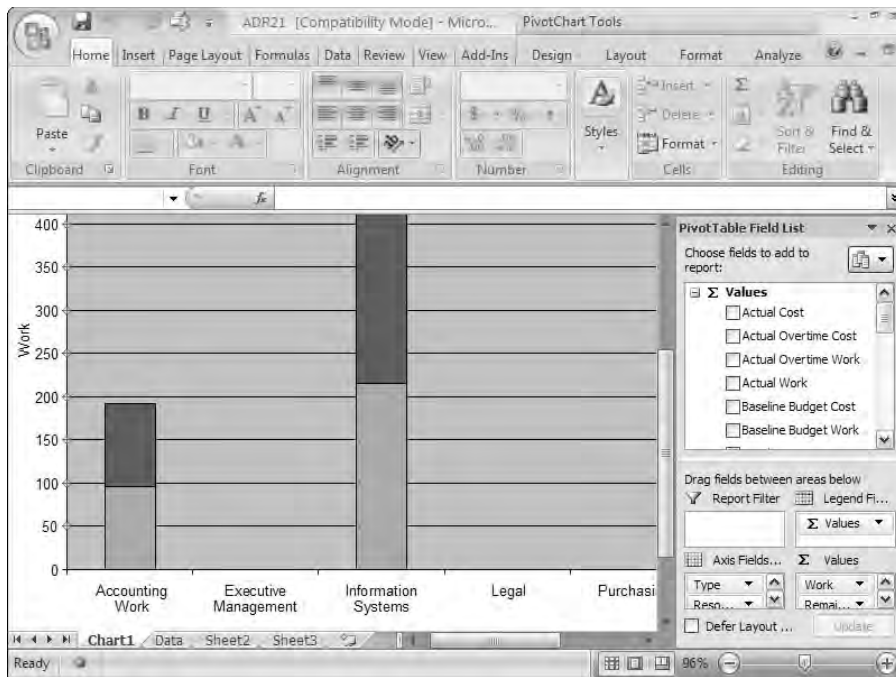 ADR21 [Compatibility Mode] - Micro... PivotChart Tools
Home Insert Page Layout Formulas Data Review View Add-Ins Design Layout Format Analyze
Paste
B I U A A
A
Styles
Insert
Delete
Format
Σ
Sort & Filter
Find & Select
Clipboard Font Alignment Number Cells Editing
fx
400
350
300
250
200
150
100
50
0
Work
Accounting Work
Executive Management
Information Systems
Legal
Purchasi
PivotTable Field List
Choose fields to add to
report:
Σ Values
Actual Cost
Actual Overtime Cost
Actual Overtime Work
Actual Work
Baseline Budget Cost
Baseline Budget Work
Drag fields between areas below
Report Filter Legend Fi...
Σ Values
Axis Fields... Σ Values
Type Work
Reso... Remai...
Defer Layout ... Update
Chart1 Data Sheet2 Sheet3
Ready 96%